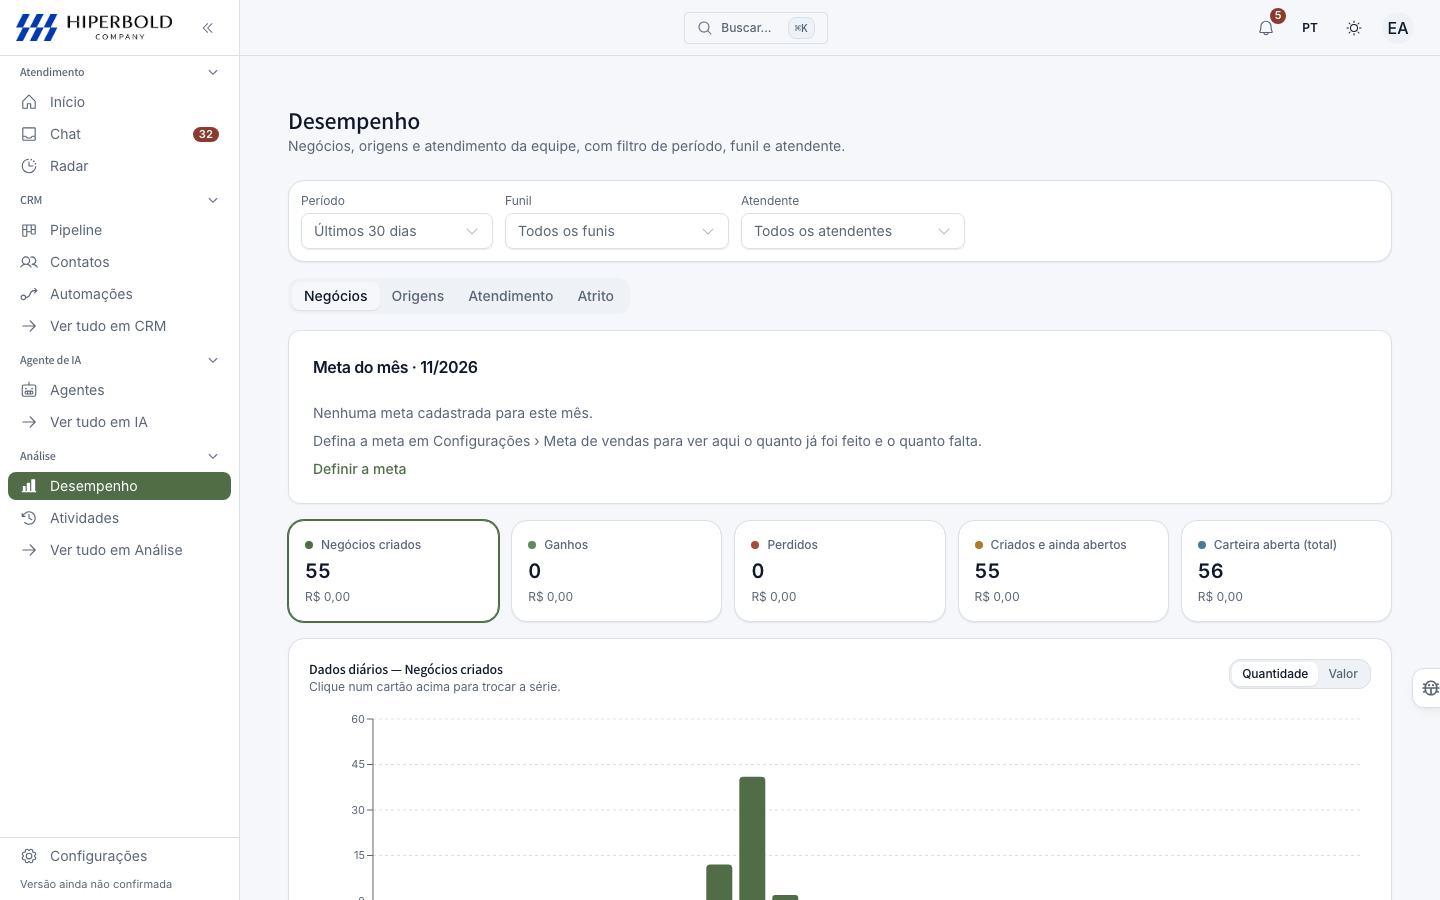 HIPERBOLD
COMPANY
Buscar...
⌘K
5
PT
EA
Atendimento
Início
Chat
32
Radar
CRM
Pipeline
Contatos
Automações
Ver tudo em CRM
Agente de IA
Agentes
Ver tudo em IA
Análise
Desempenho
Atividades
Ver tudo em Análise
Configurações
Versão ainda não confirmada
Desempenho
Negócios, origens e atendimento da equipe, com filtro de período, funil e atendente.
Período
Funil
Atendente
Últimos 30 dias
Todos os funis
Todos os atendentes
Negócios
Origens
Atendimento
Atrito
Meta do mês · 11/2026
Nenhuma meta cadastrada para este mês.
Defina a meta em Configurações › Meta de vendas para ver aqui o quanto já foi feito e o quanto falta.
Definir a meta
Negócios criados
55
R$ 0,00
Ganhos
0
R$ 0,00
Perdidos
0
R$ 0,00
Criados e ainda abertos
55
R$ 0,00
Carteira aberta (total)
56
R$ 0,00
Dados diários — Negócios criados
Clique num cartão acima para trocar a série.
Quantidade
Valor
60
45
30
15